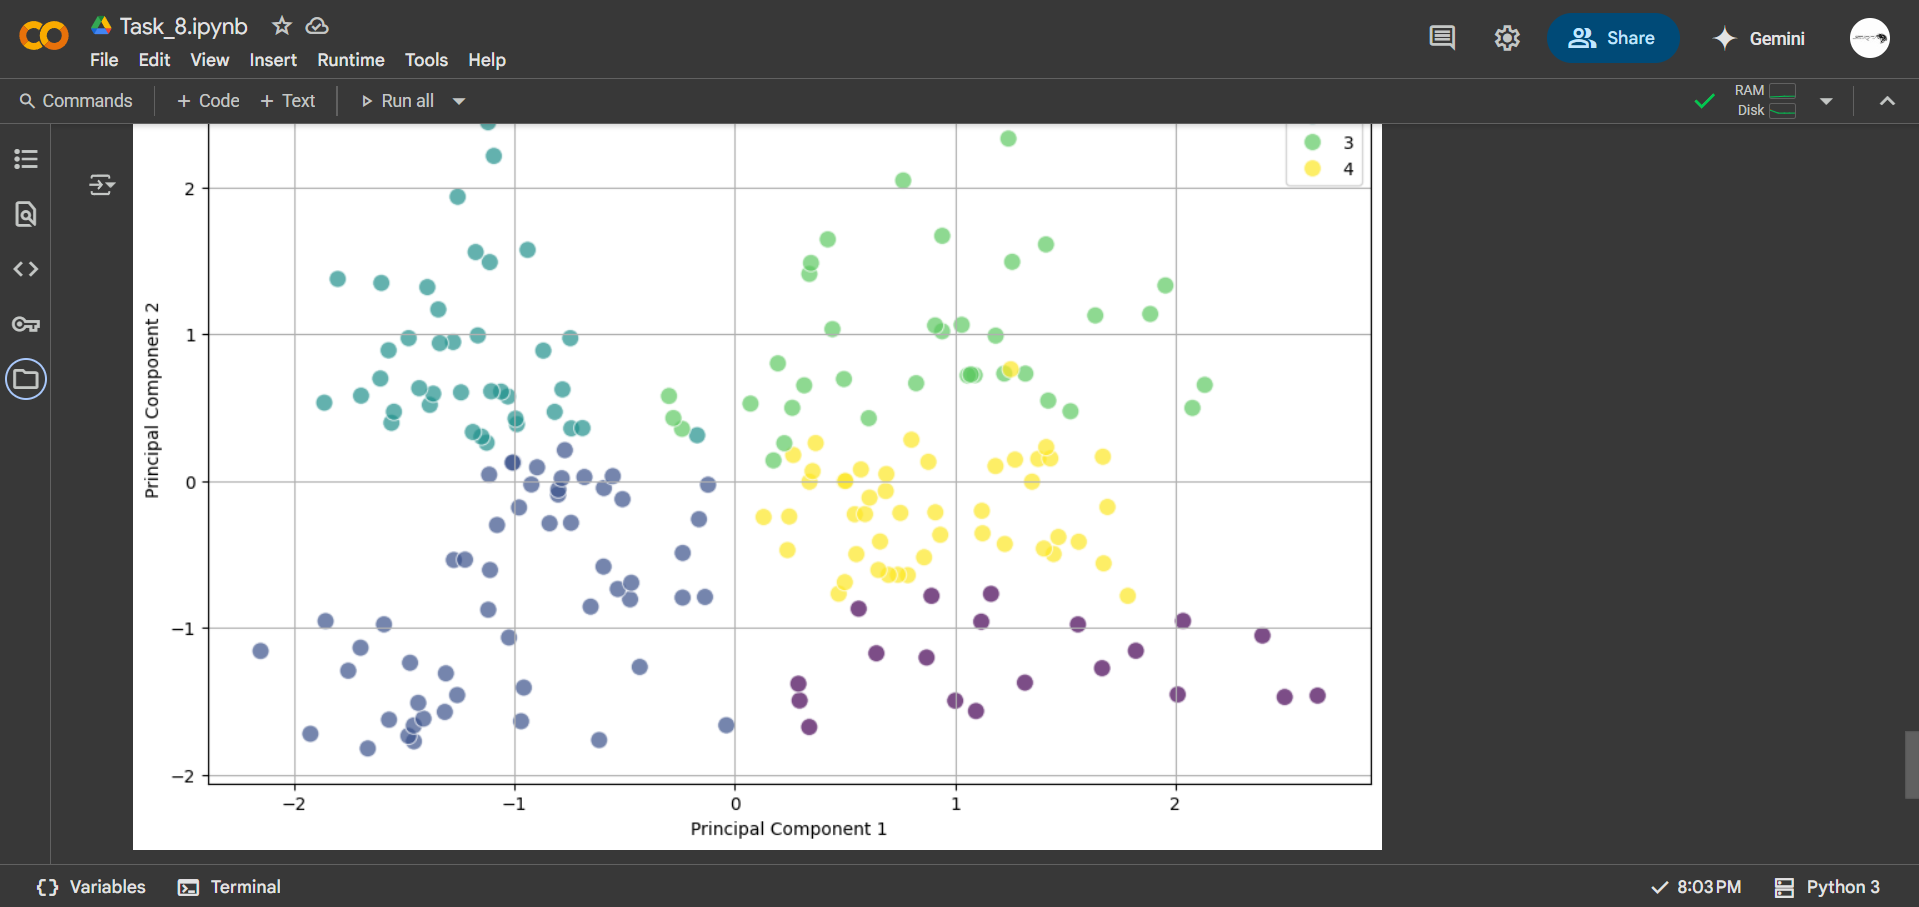 Task_8.ipynb
File Edit View Insert Runtime Tools Help
Share
Gemini
Commands
+ Code + Text
Run all
RAM
Disk
3
4
2
1
0
−1
−2
Principal Component 2
−2 −1 0 1 2
Principal Component 1
Variables
Terminal
8:03 PM
Python 3